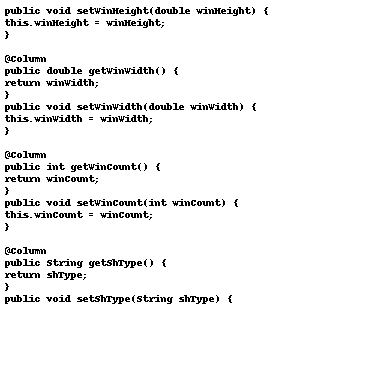 public void setWinHeight(double winHeight) {
this.winHeight = winHeight;
}
@Column
public double getWinWidth() {
return winWidth;
}
public void setWinWidth(double winWidth) {
this.winWidth = winWidth;
}
@Column
public int getWinCount() {
return winCount;
}
public void setWinCount(int winCount) {
this.winCount = winCount;
}
@Column
public String getShType() {
return shType;
}
public void setShType(String shType) {